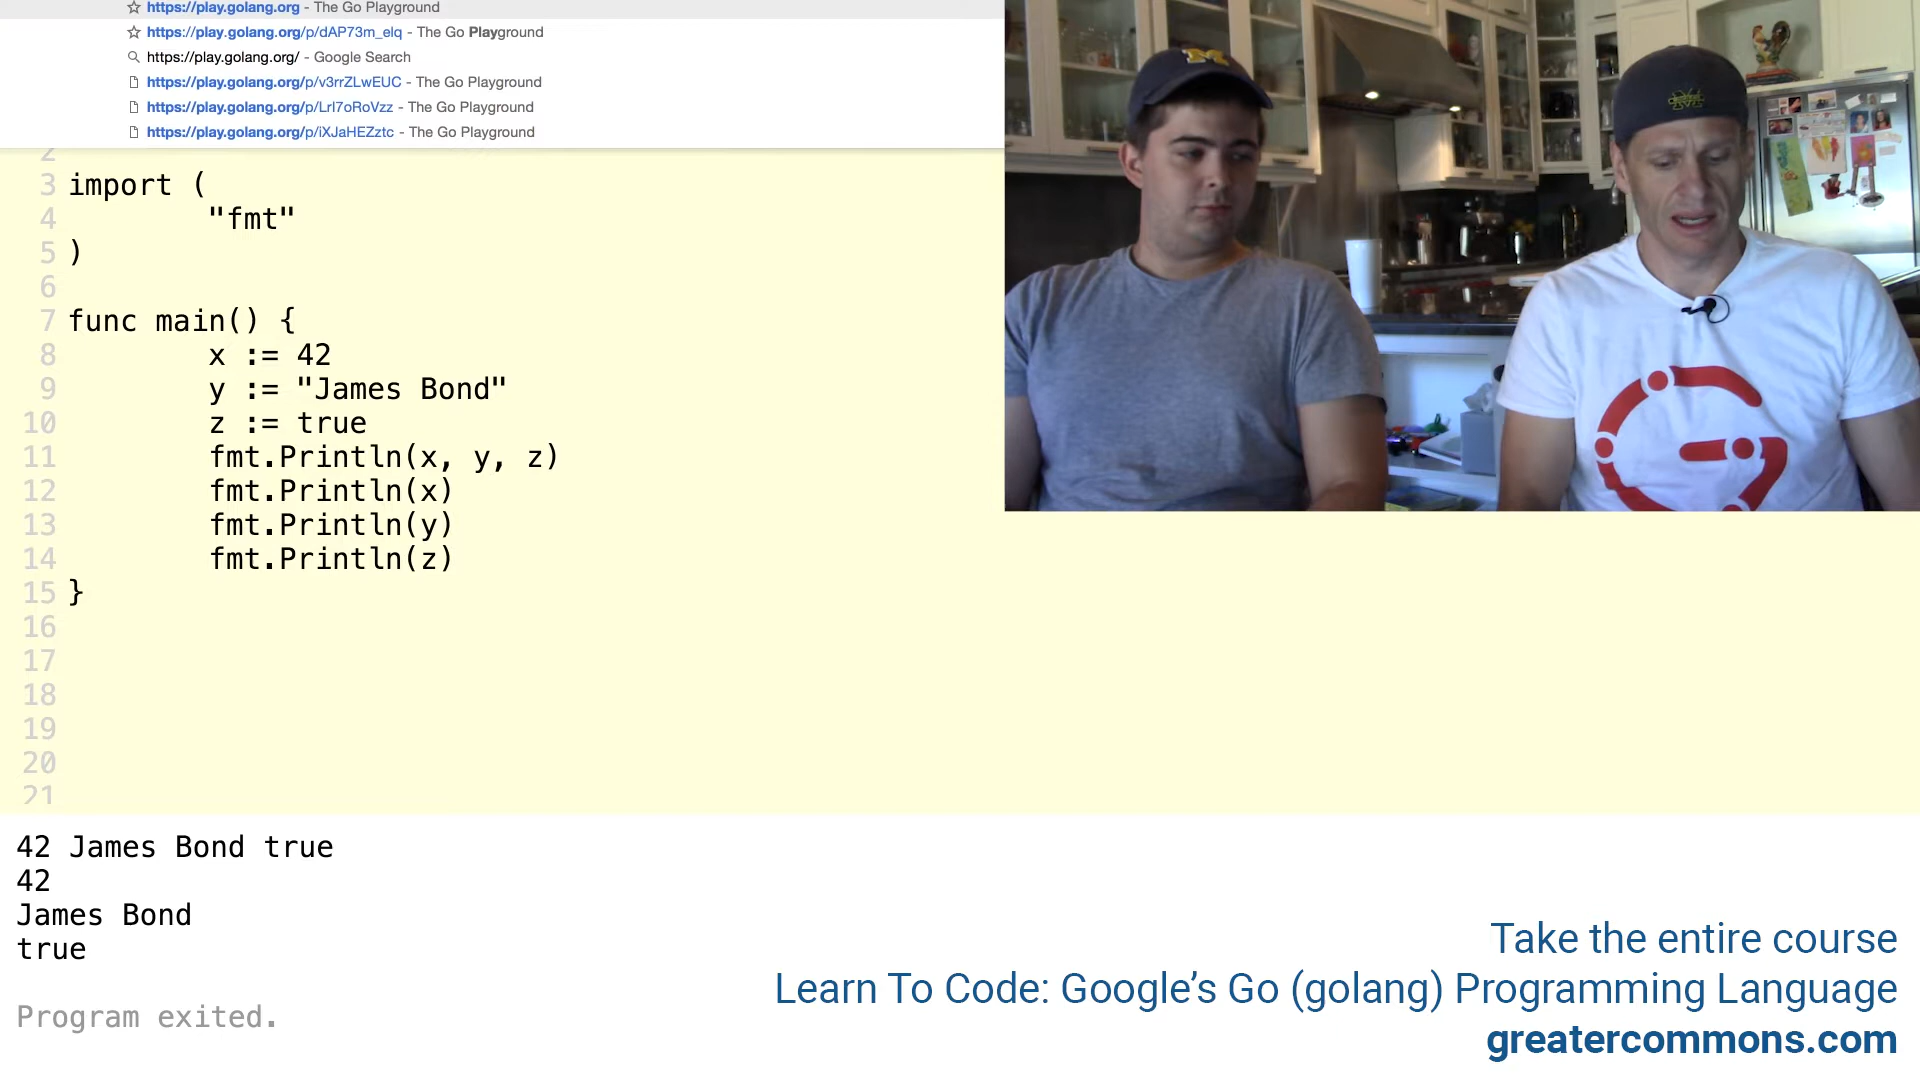 https://play.golang.org - The Go Playground
https://play.golang.org/p/dAP73m_elq - The Go Playground
https://play.golang.org/ - Google Search
https://play.golang.org/p/v3rrZLwEUC - The Go Playground
https://play.golang.org/p/Lrl7oRoVzz - The Go Playground
https://play.golang.org/p/iXJaHEZztc - The Go Playground
2
3 import (
4 "fmt"
5 )
6
7 func main() {
8 x := 42
9 y := "James Bond"
10 z := true
11 fmt.Println(x, y, z)
12 fmt.Println(x)
13 fmt.Println(y)
14 fmt.Println(z)
15 }
16
17
18
19
20
21
42 James Bond true
42
James Bond
true
Program exited.
M
Take the entire course
Learn To Code: Google’s Go (golang) Programming Language
greatercommons.com